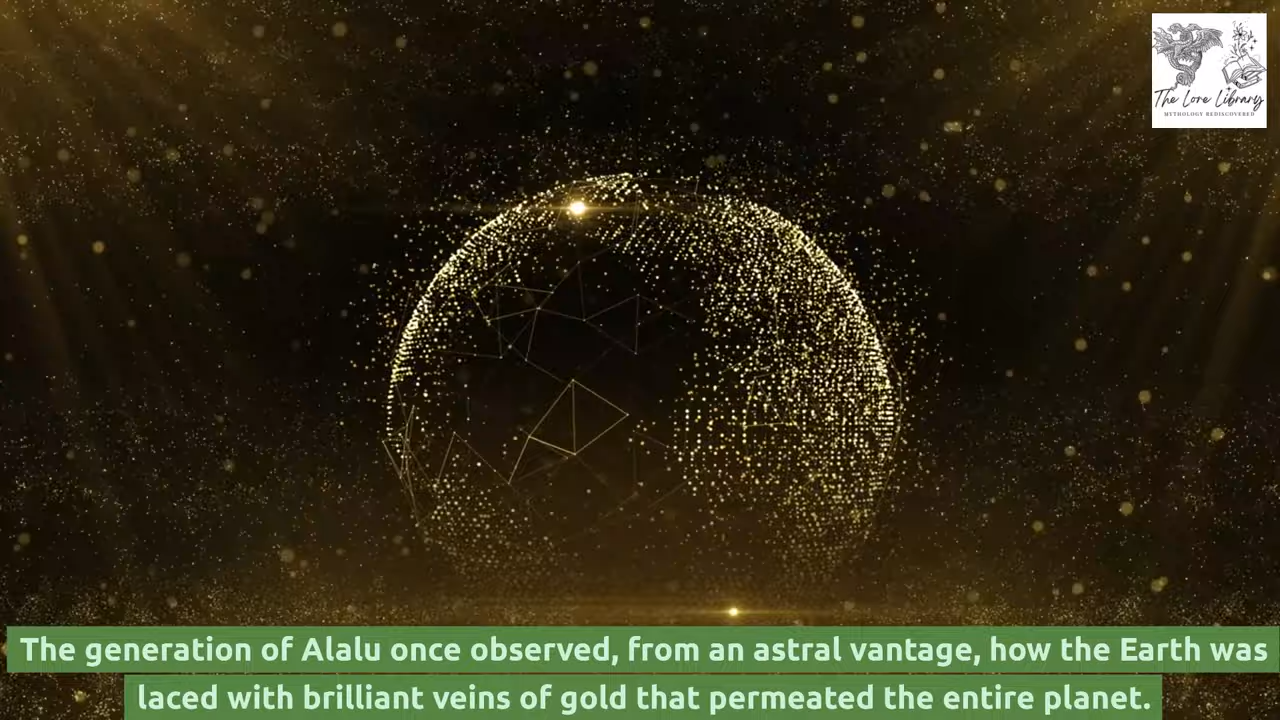 The Lore Library
MYTHOLOGY REDISCOVERED
The generation of Alalu once observed, from an astral vantage, how the Earth was
laced with brilliant veins of gold that permeated the entire planet.